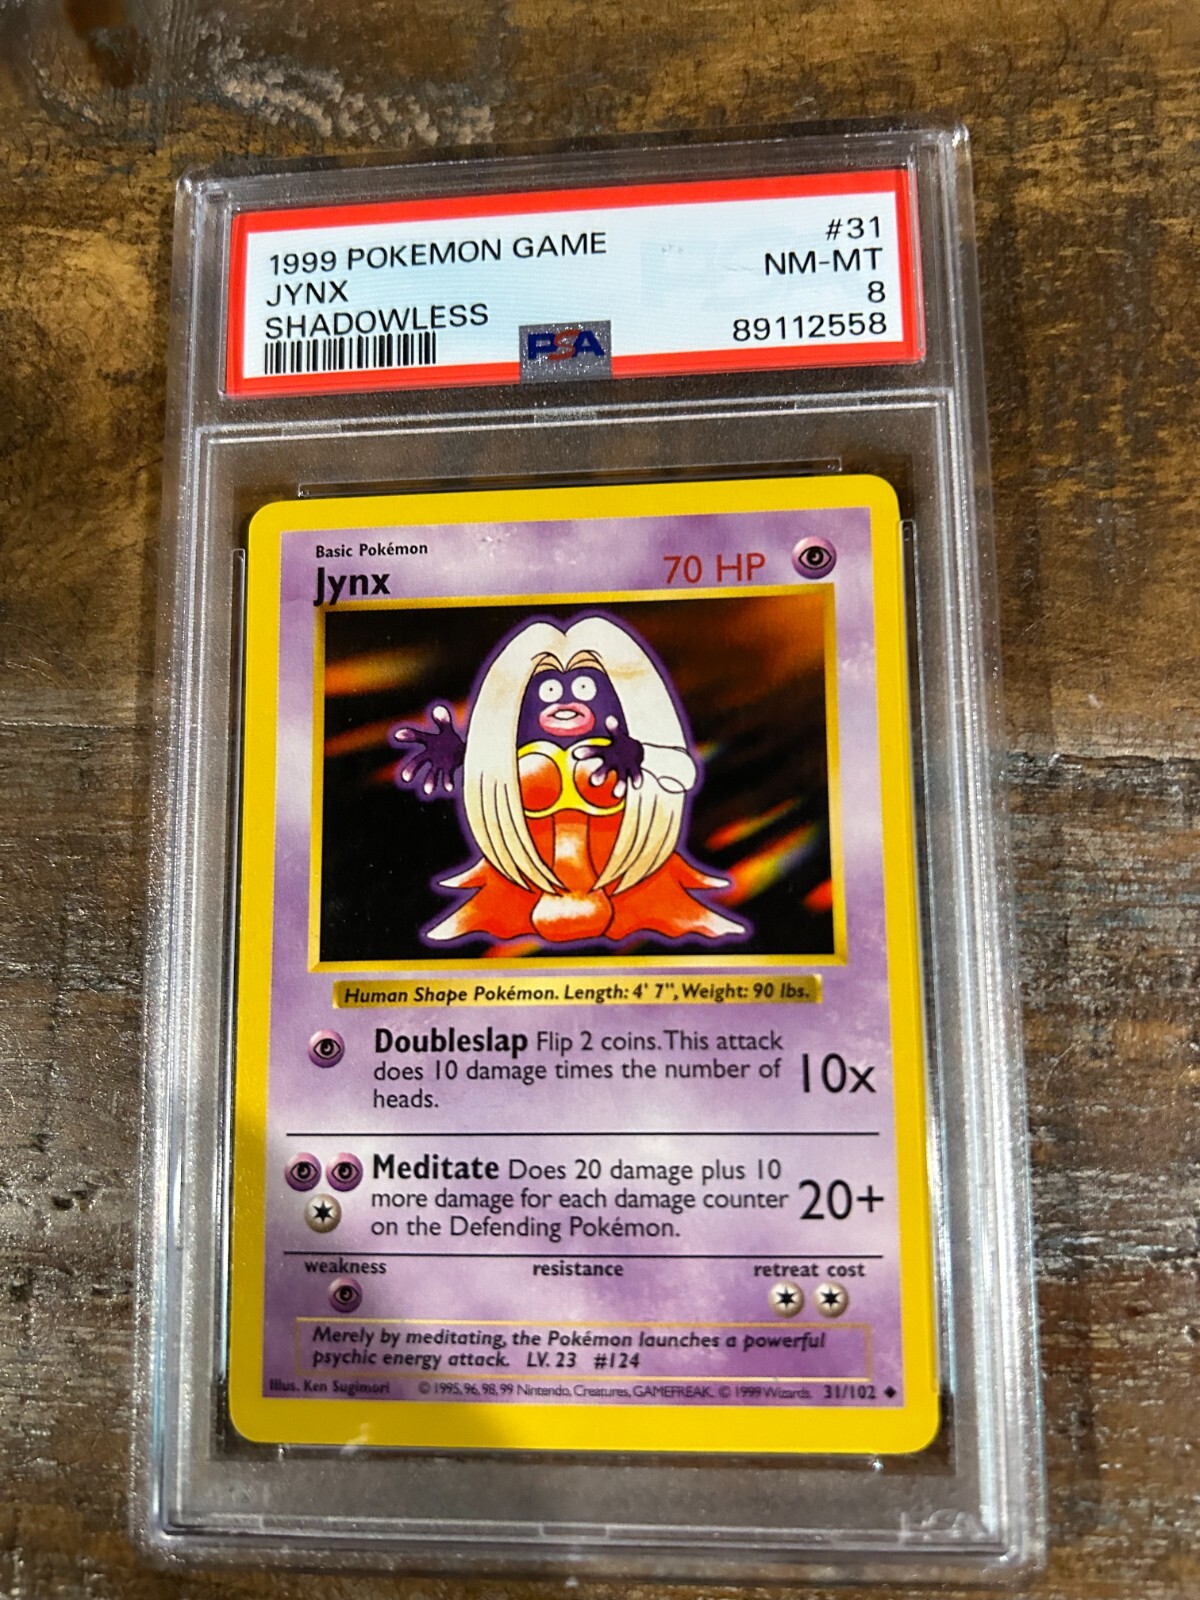 1999 POKEMON GAME #31
JYNX NM-MT
SHADOWLESS 8
PSA 89112558
Basic Pokémon
Jynx 70 HP
Human Shape Pokémon. Length: 4' 7", Weight: 90 lbs.
Doubleslap Flip 2 coins. This attack
does 10 damage times the number of
heads.
10x
Meditate Does 20 damage plus 10
more damage for each damage counter
on the Defending Pokémon.
20+
weakness resistance retreat cost
Merely by meditating, the Pokémon launches a powerful
psychic energy attack. LV. 23 #124
Illus. Ken Sugimori © 1995, 96, 98, 99 Nintendo, Creatures, GAMEFREAK. © 1999 Wizards. 31/102